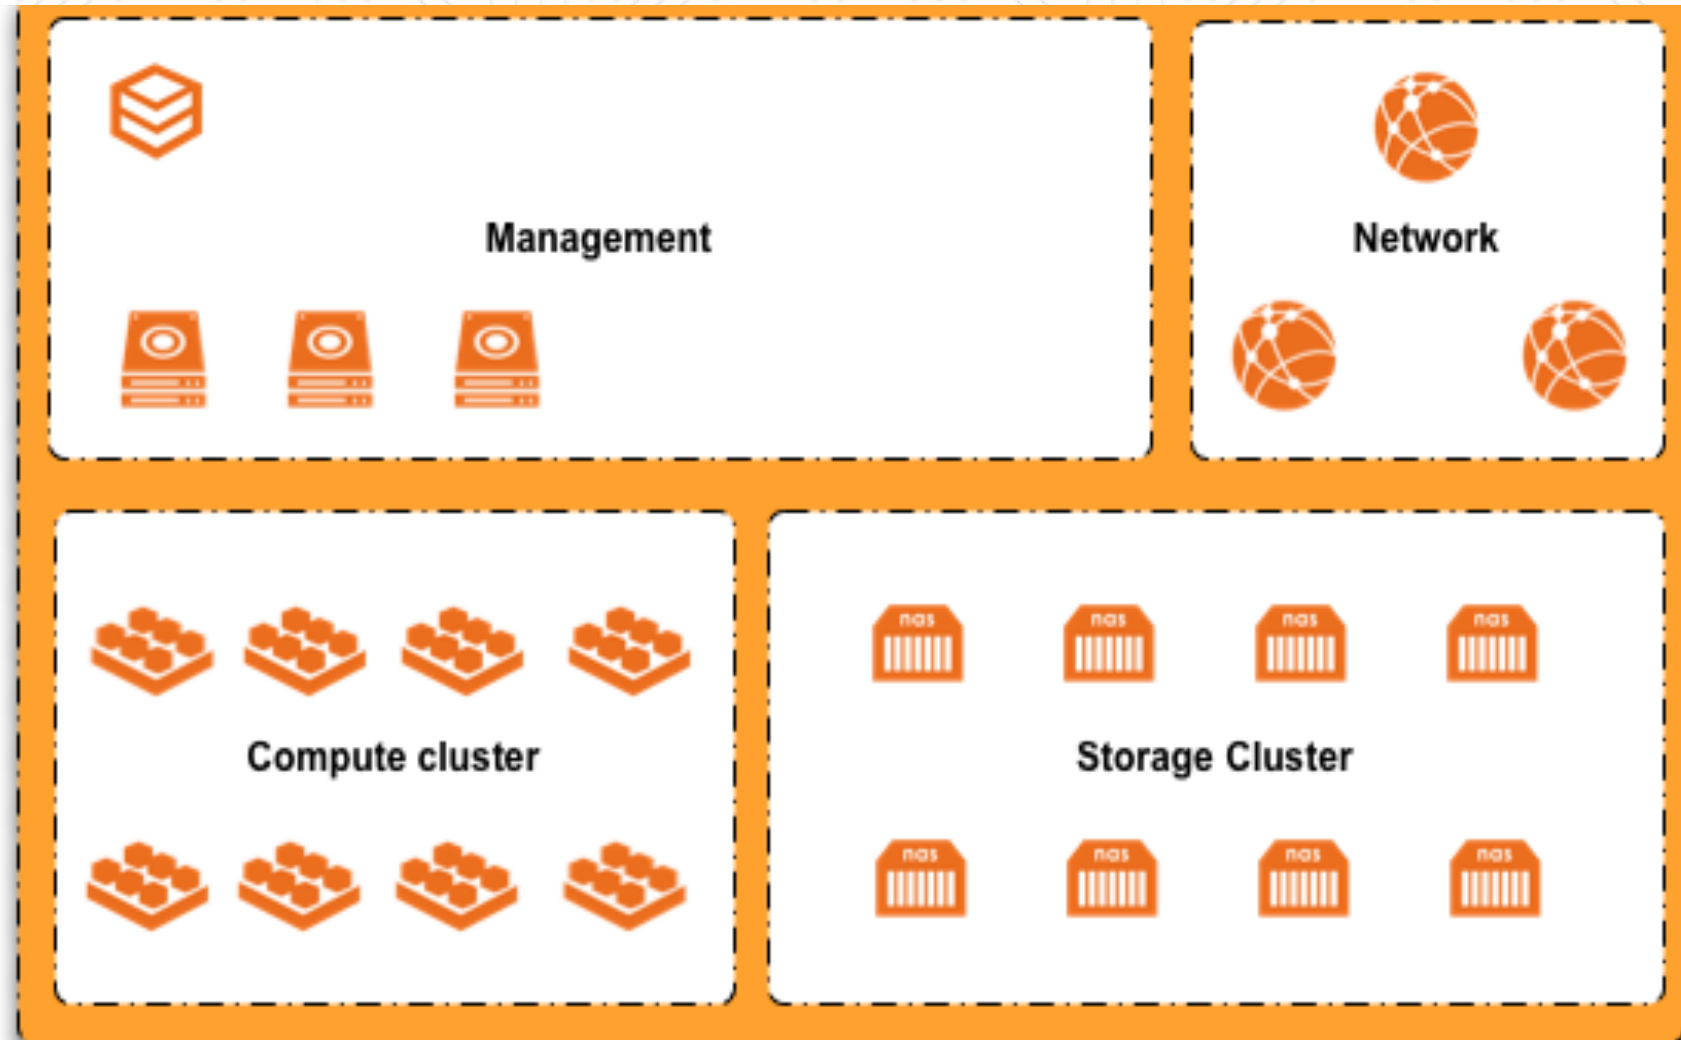 Management
Network
nas nas nas nas
Compute cluster
Storage Cluster
nas nas nas nas